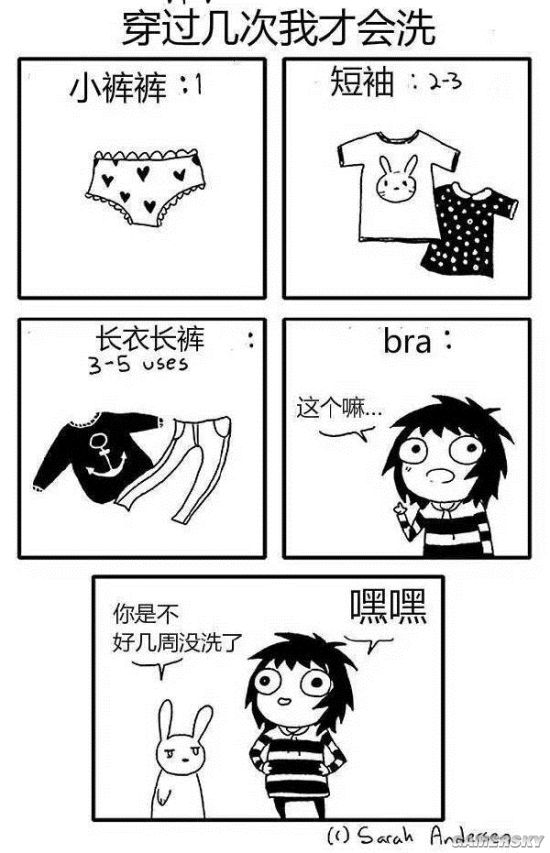 穿过几次我才会洗
小裤裤 :1
短袖 : 2-3
长衣长裤 :
3-5 uses
bra :
这个嘛...
你是不
好几周没洗了
嘿嘿
(c) Sarah Andersen
GAMERSKY